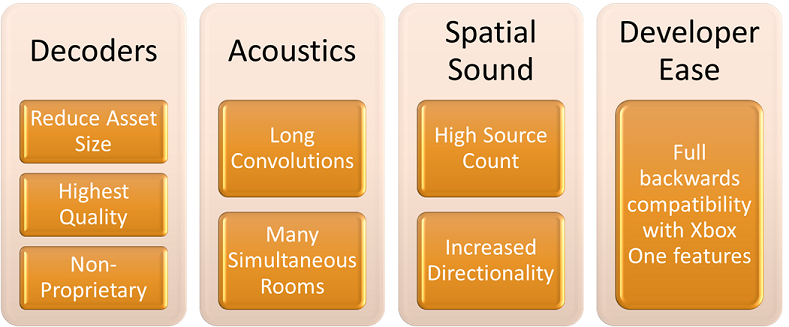 Decoders
Reduce Asset
Size
Highest
Quality
Non-
Proprietary
Acoustics
Long
Convolutions
Many
Simultaneous
Rooms
Spatial
Sound
High Source
Count
Increased
Directionality
Developer
Ease
Full
backwards
compatibility
with Xbox
One features